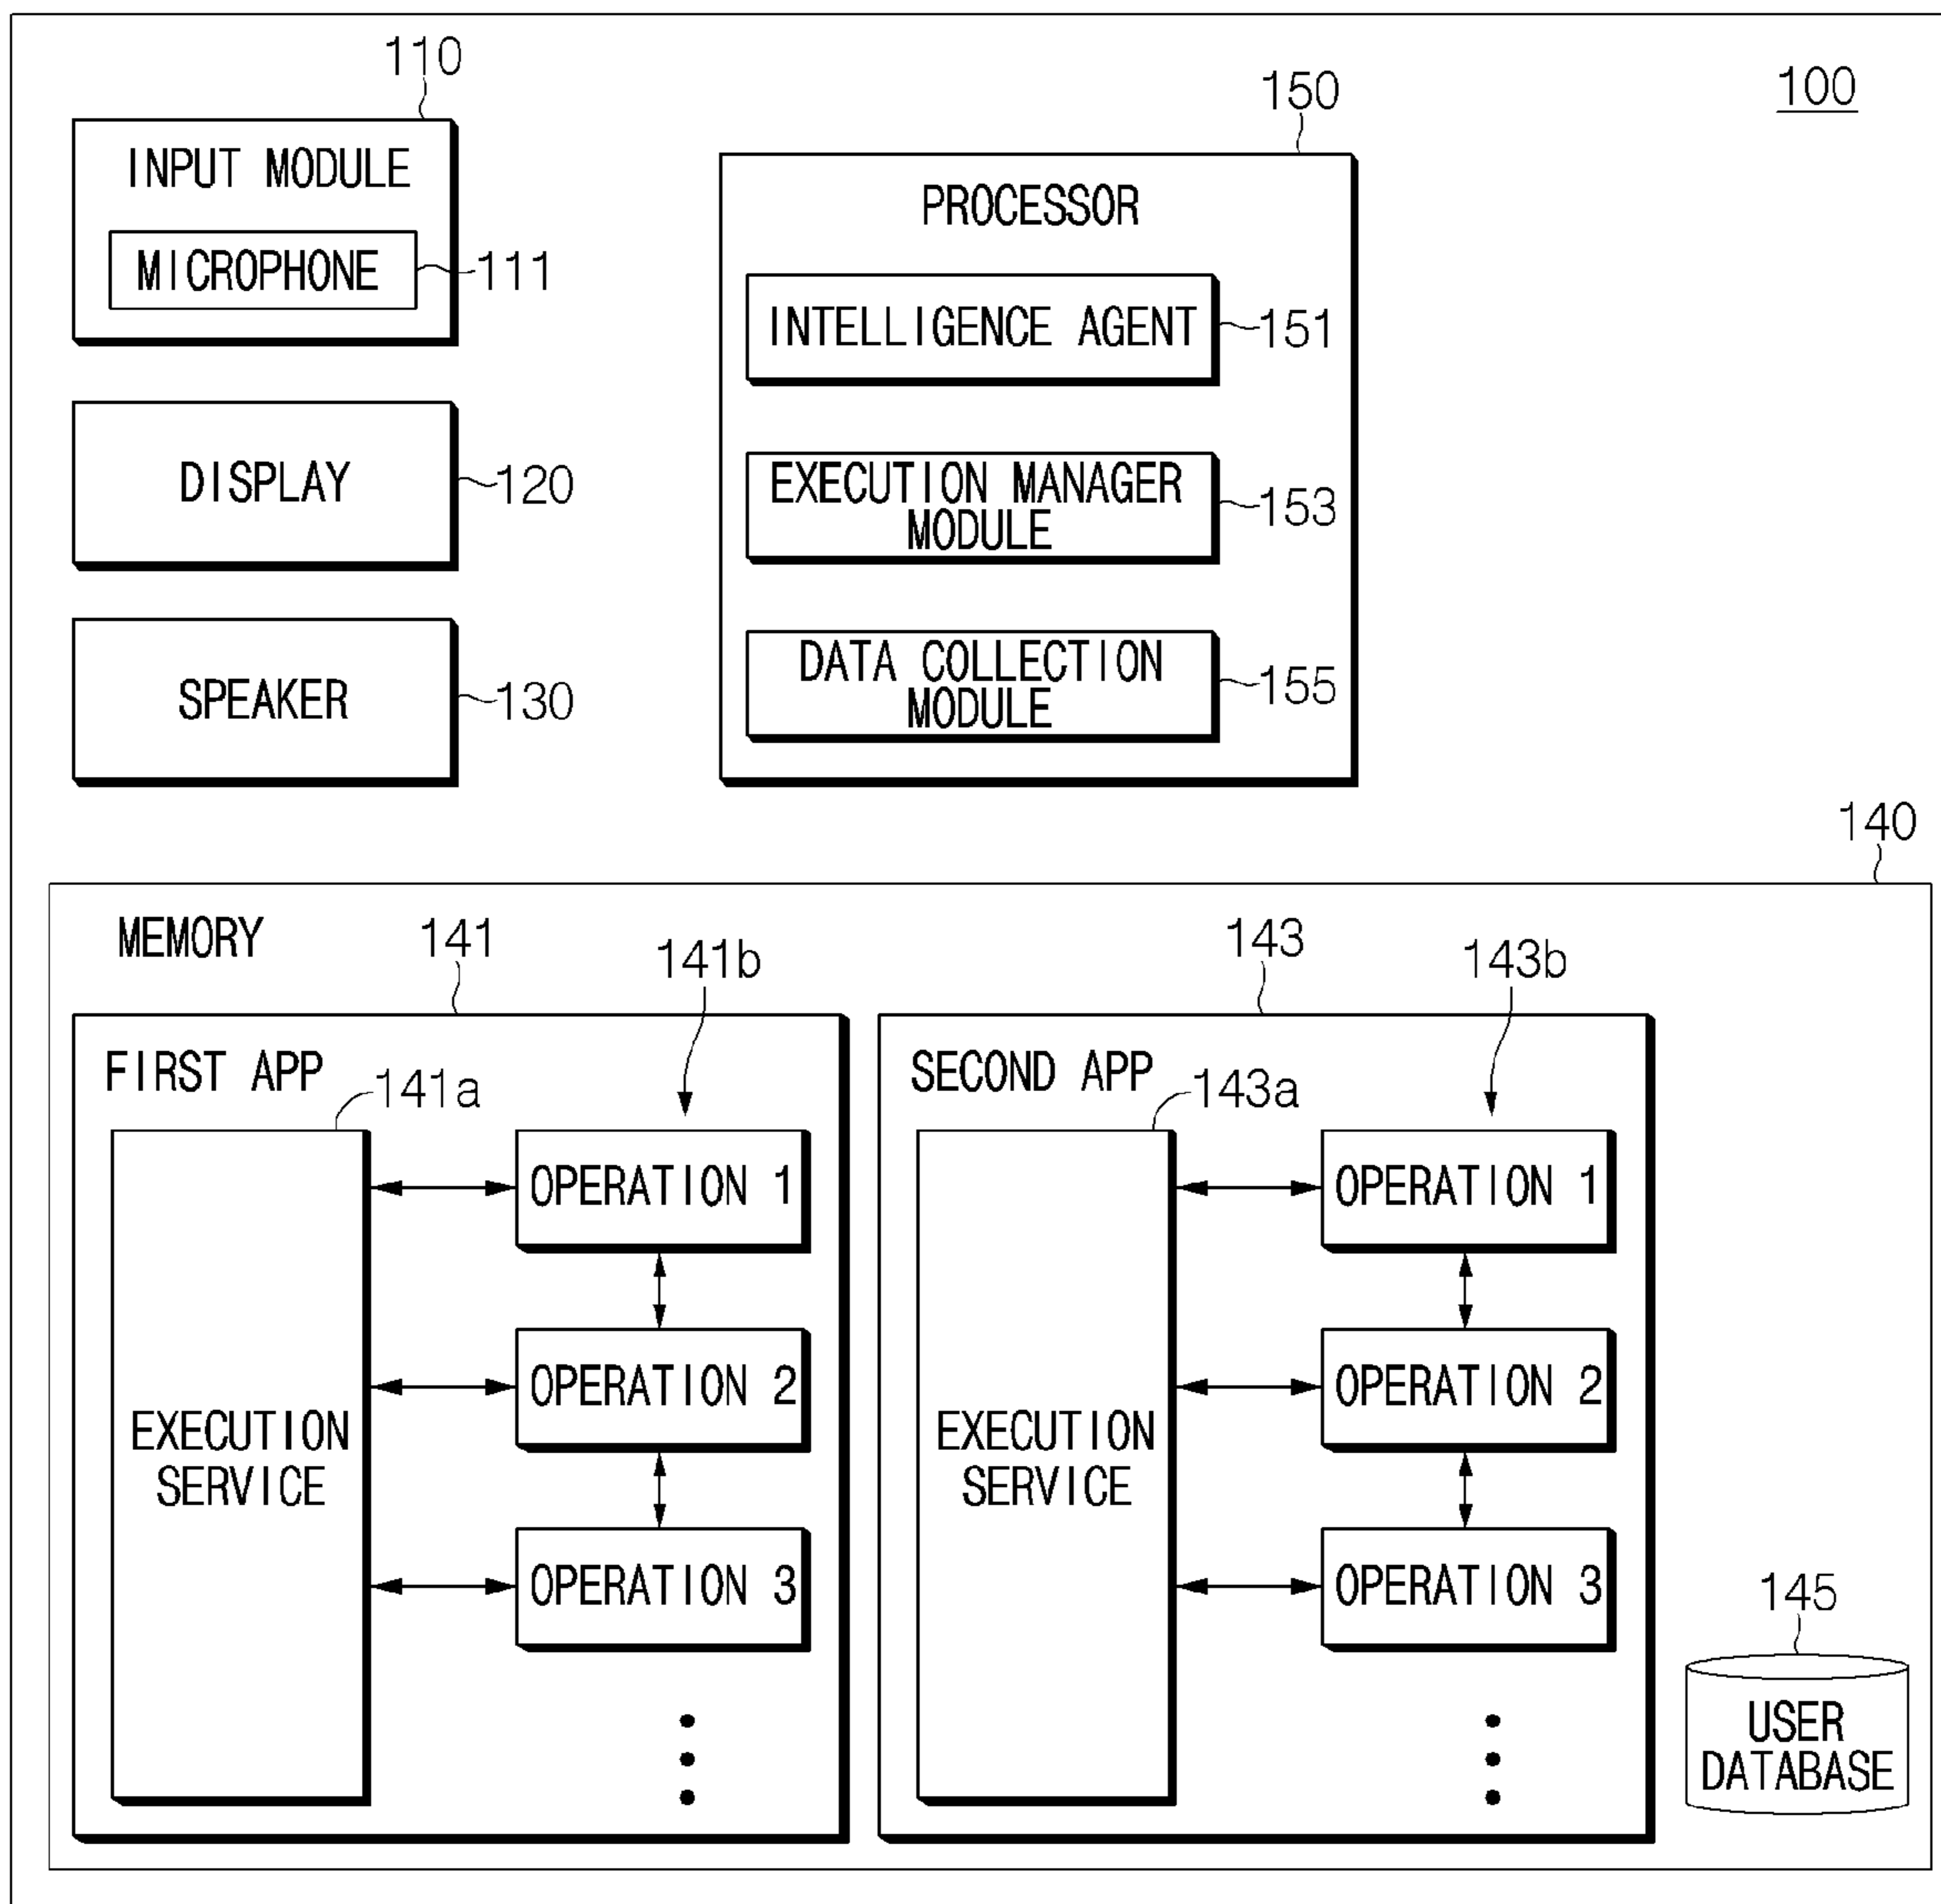 100
110
INPUT MODULE
MICROPHONE
111
DISPLAY
120
SPEAKER
130
150
PROCESSOR
INTELLIGENCE AGENT
151
EXECUTION MANAGER
MODULE
153
DATA COLLECTION
MODULE
155
140
MEMORY
141
141b
FIRST APP
141a
EXECUTION
SERVICE
OPERATION 1
OPERATION 2
OPERATION 3
143
143b
SECOND APP
143a
EXECUTION
SERVICE
OPERATION 1
OPERATION 2
OPERATION 3
145
USER
DATABASE